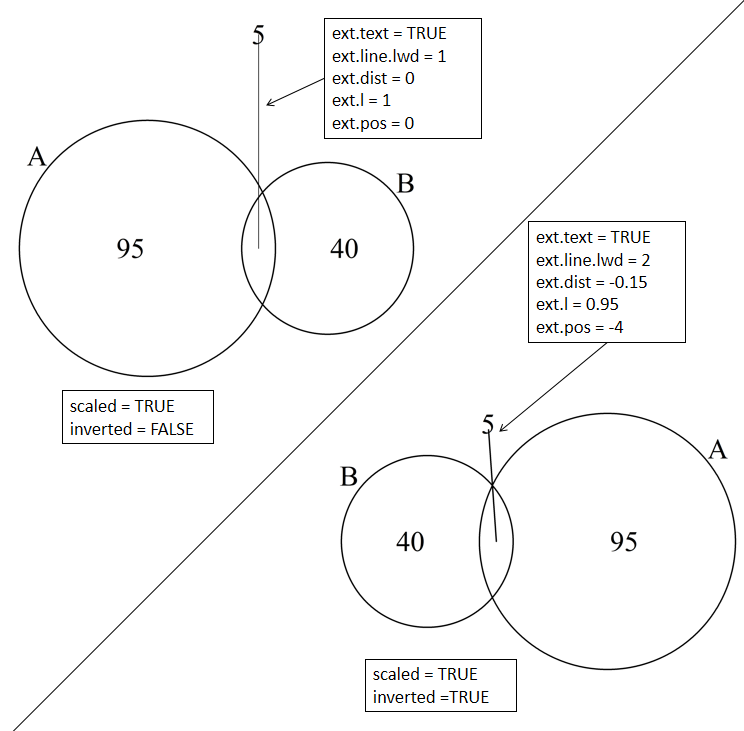 5
ext.text = TRUE
ext.line.lwd = 1
ext.dist = 0
ext.l = 1
ext.pos = 0
A
B
95
40
scaled = TRUE
inverted = FALSE
ext.text = TRUE
ext.line.lwd = 2
ext.dist = -0.15
ext.l = 0.95
ext.pos = -4
5
B
A
40
95
scaled = TRUE
inverted =TRUE